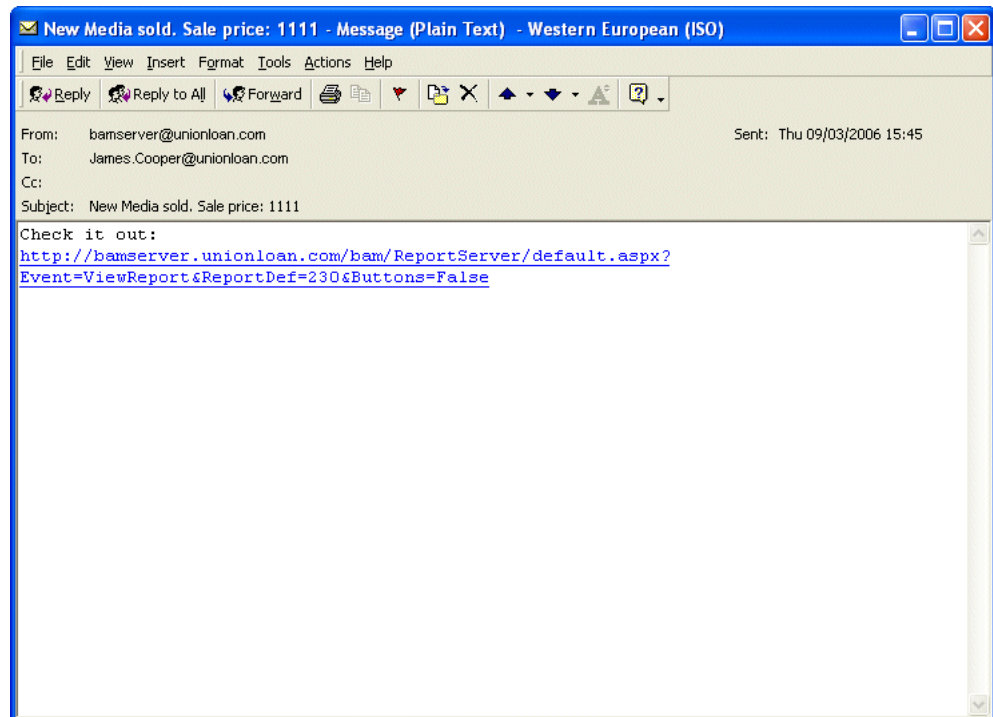 New Media sold. Sale price: 1111 - Message (Plain Text) - Western European (ISO)
File Edit View Insert Format Tools Actions Help
Reply Reply to All Forward
From: bamserver@unionloan.com Sent: Thu 09/03/2006 15:45
To: James.Cooper@unionloan.com
Cc:
Subject: New Media sold. Sale price: 1111
Check it out:
http://bamserver.unionloan.com/bam/ReportServer/default.aspx?
Event=ViewReport&ReportDef=230&Buttons=False